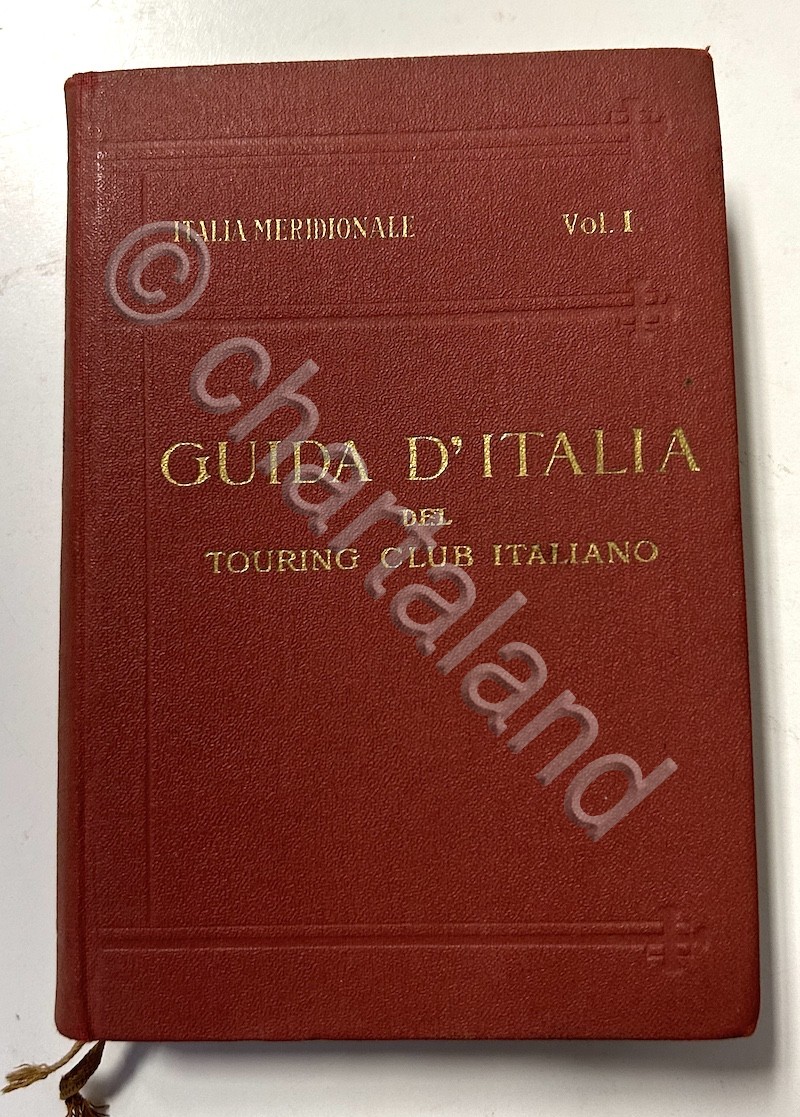 ITALIA MERIDIONALE Vol. I
GUIDA D'ITALIA
DEL
TOURING CLUB ITALIANO
© chartaland